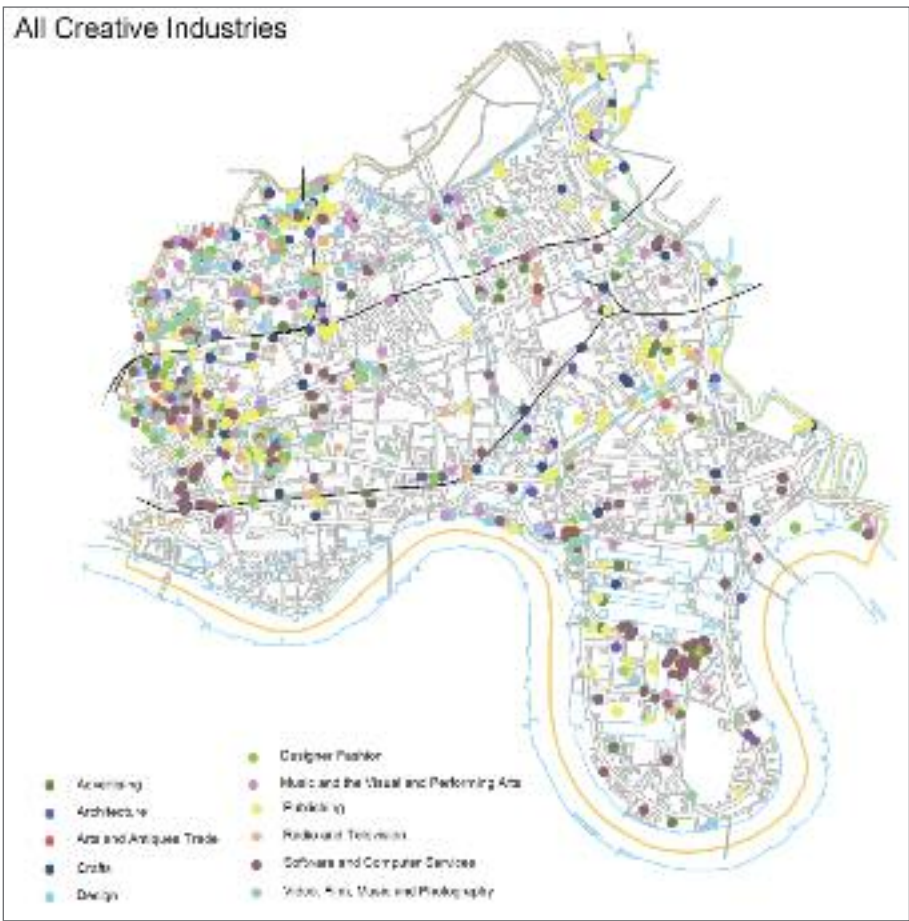 All Creative Industries
Advertising
Architecture
Arts and Antiques Trade
Crafts
Design
Designer Fashion
Music and the Visual and Performing Arts
Publishing
Radio and Television
Software and Computer Services
Video, Film, Music and Photography